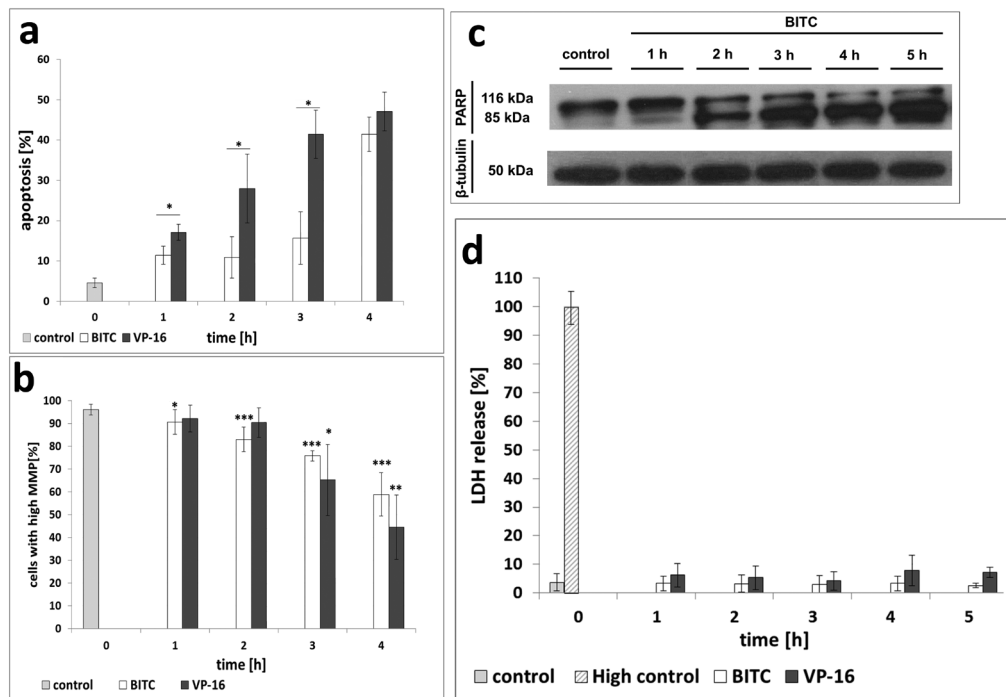 a
60
50
40
30
20
10
0
apoptosis [%]
*
*
*
0 1 2 3 4
time [h]
control BITC VP-16
b
100
90
80
70
60
50
40
30
20
10
0
cells with high MMP[%]
*
***
***
*
***
**
0 1 2 3 4
time [h]
control BITC VP-16
c
BITC
control 1 h 2 h 3 h 4 h 5 h
PARP
116 kDa
85 kDa
β-tubulin
50 kDa
d
110
100
90
80
70
60
50
40
30
20
10
0
LDH release [%]
0 1 2 3 4 5
time [h]
control High control BITC VP-16